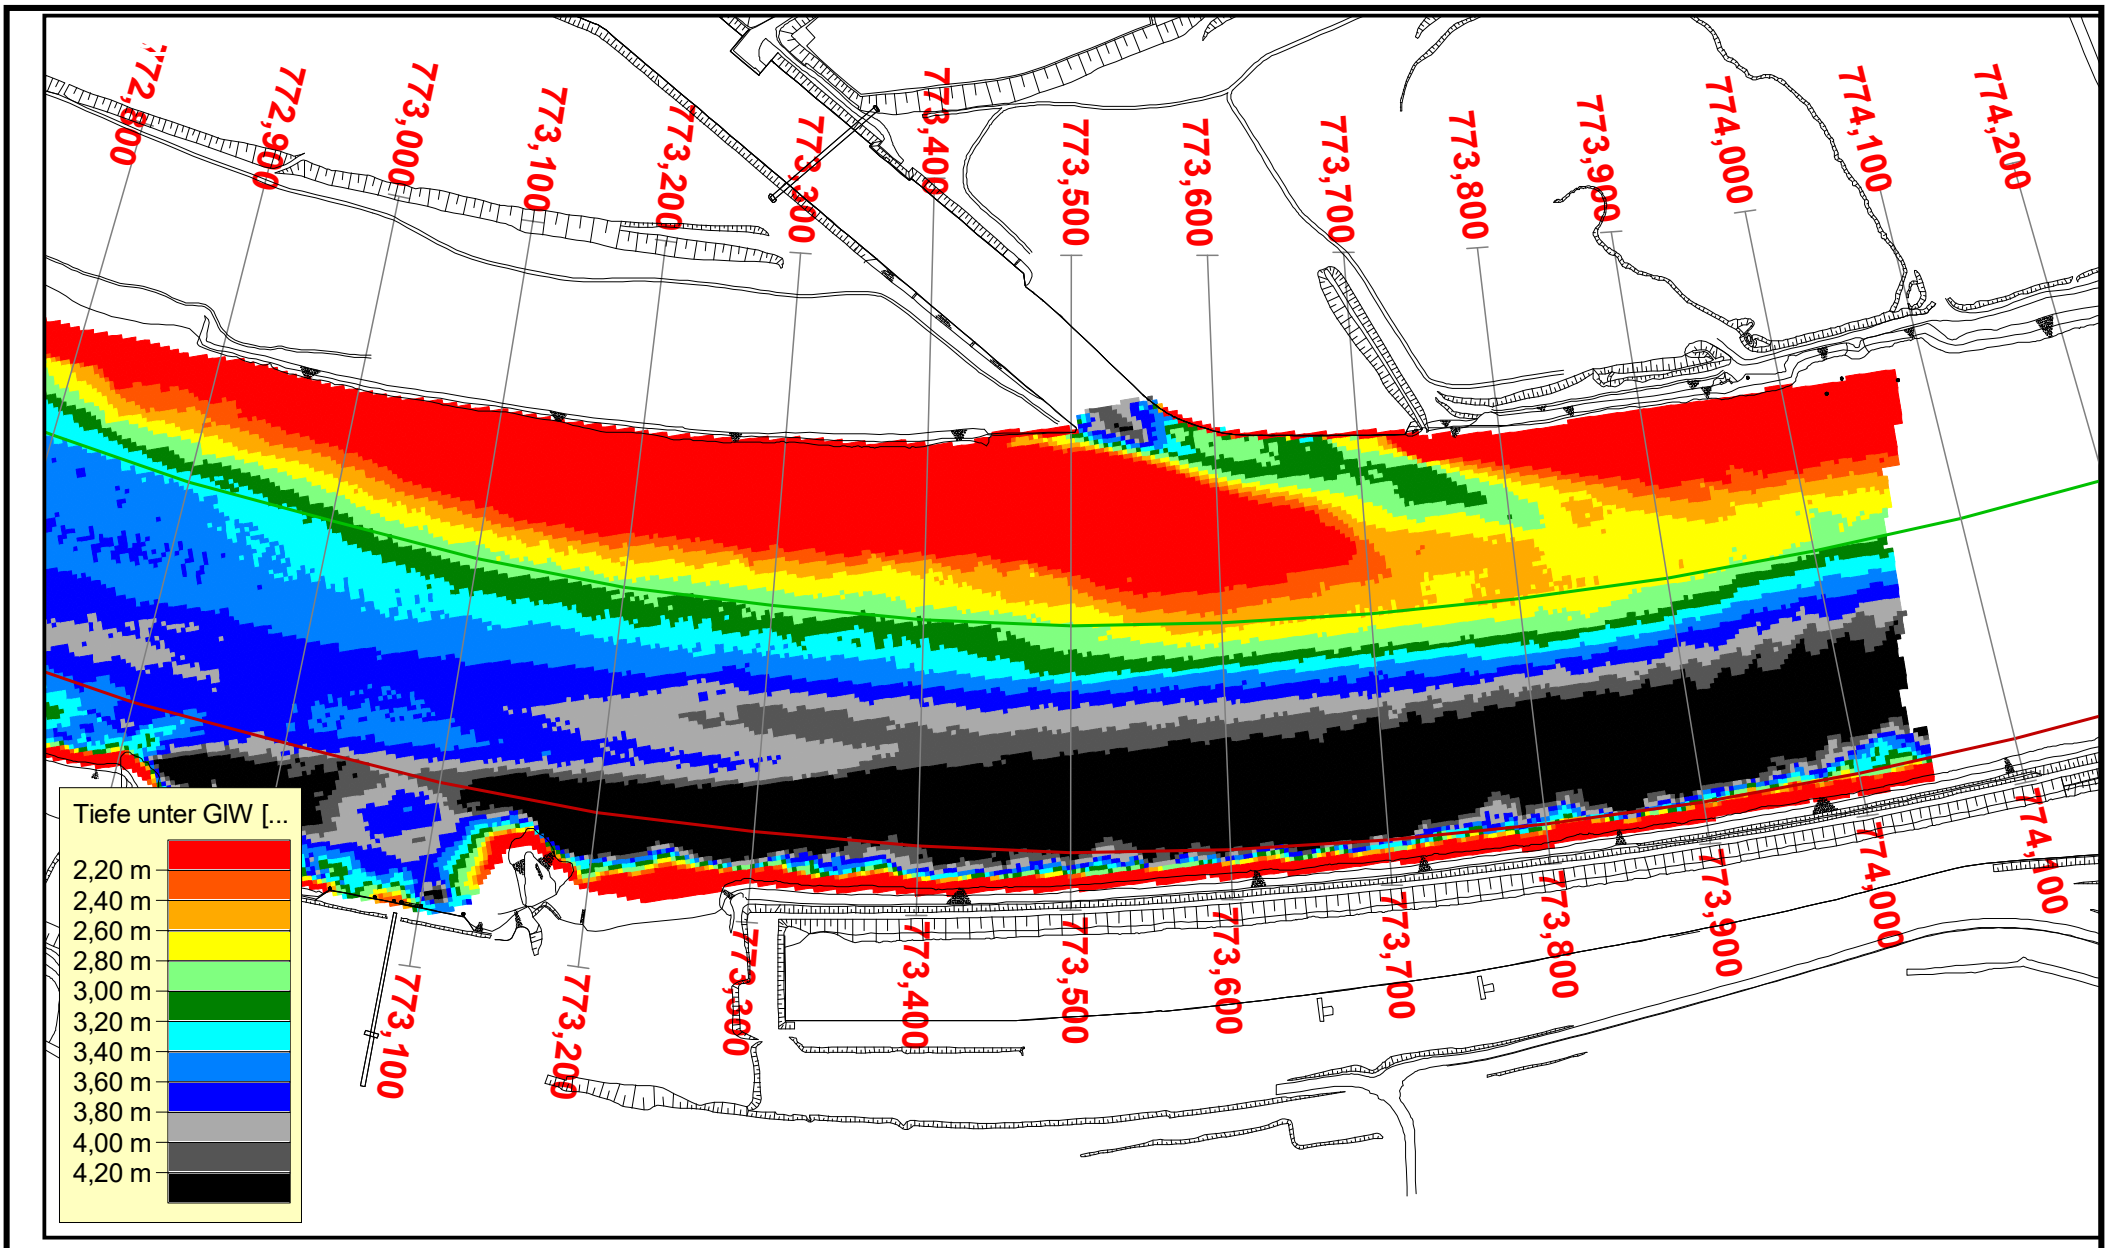 772,800
772,900
773,000
773,100
773,200
773,300
773,400
773,500
773,600
773,700
773,800
773,900
774,000
774,100
774,200
Tiefe unter GlW [...
2,20 m
2,40 m
2,60 m
2,80 m
3,00 m
3,20 m
3,40 m
3,60 m
3,80 m
4,00 m
4,20 m
773,100
773,200
773,300
773,400
773,500
773,600
773,700
773,800
773,900
774,000
774,100